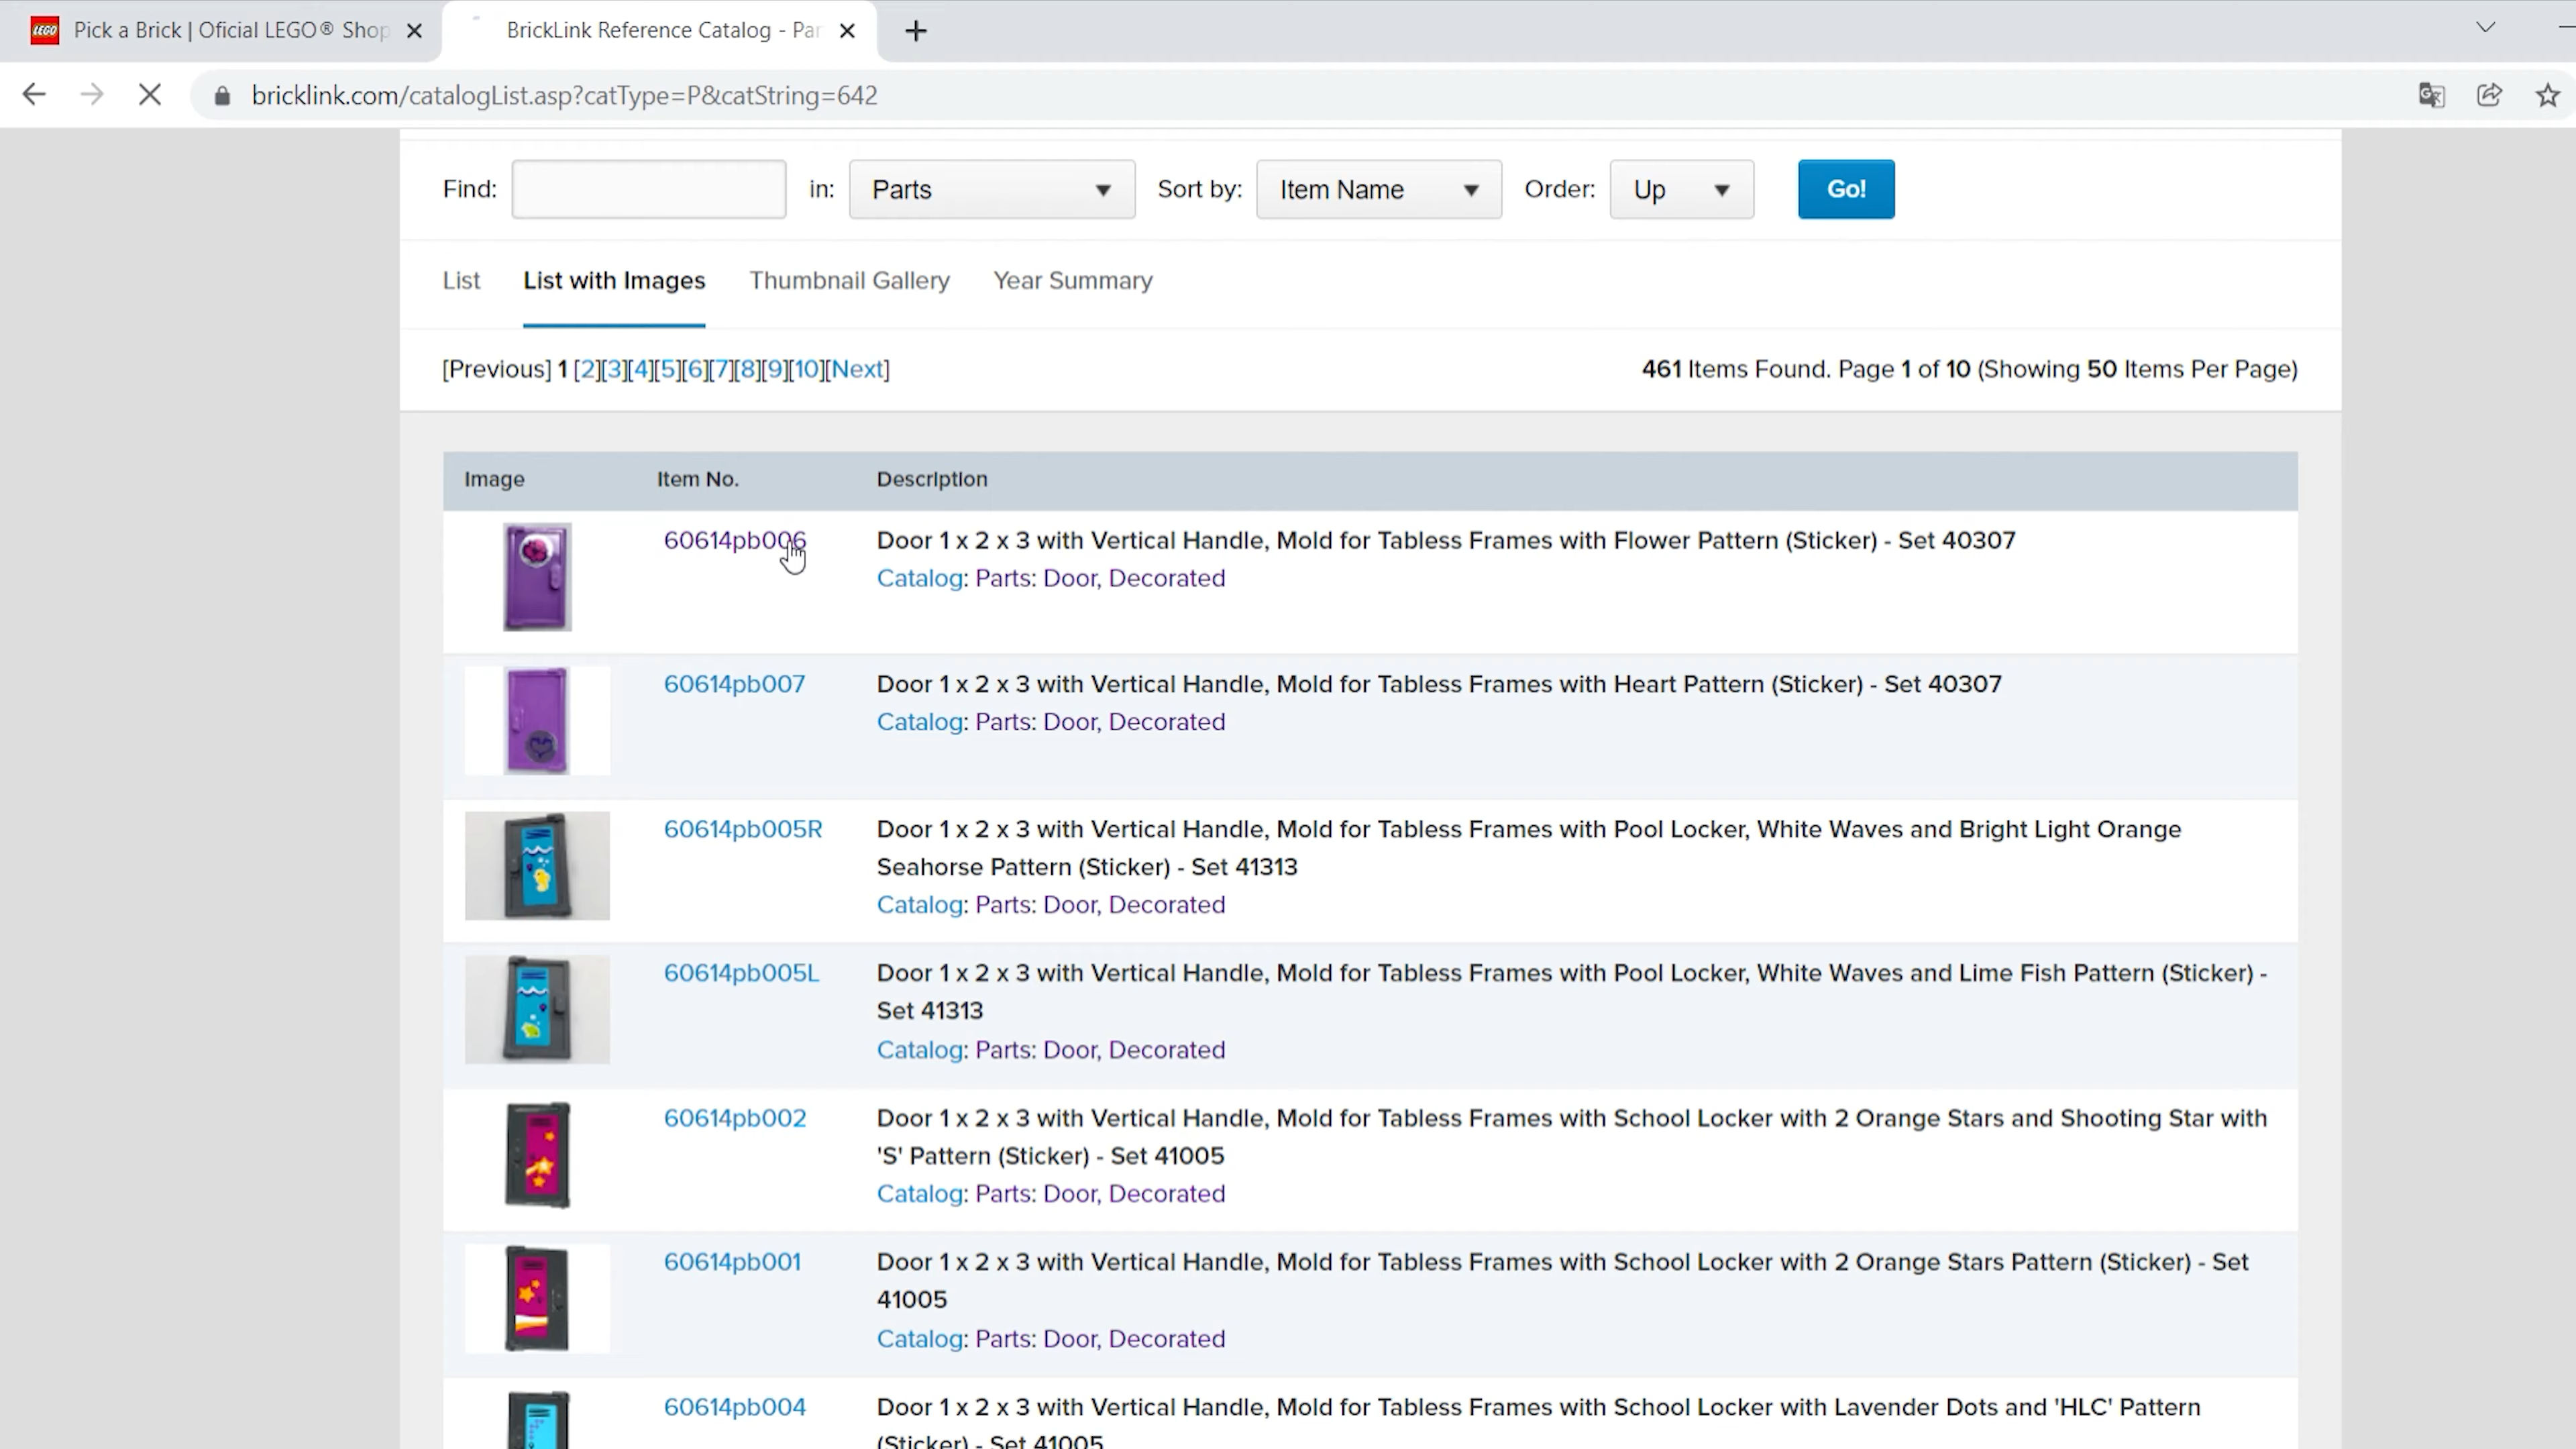 LEGO Pick a Brick | Oficial LEGO® Shop
BrickLink Reference Catalog - Par
bricklink.com/catalogList.asp?catType=P&catString=642
Find: in: Parts Sort by: Item Name Order: Up Go!
List List with Images Thumbnail Gallery Year Summary
[Previous] 1 [2][3][4][5][6][7][8][9][10][Next] 461 Items Found. Page 1 of 10 (Showing 50 Items Per Page)
Image Item No. Description
60614pb006 Door 1 x 2 x 3 with Vertical Handle, Mold for Tabless Frames with Flower Pattern (Sticker) - Set 40307
Catalog: Parts: Door, Decorated
60614pb007 Door 1 x 2 x 3 with Vertical Handle, Mold for Tabless Frames with Heart Pattern (Sticker) - Set 40307
Catalog: Parts: Door, Decorated
60614pb005R Door 1 x 2 x 3 with Vertical Handle, Mold for Tabless Frames with Pool Locker, White Waves and Bright Light Orange
Seahorse Pattern (Sticker) - Set 41313
Catalog: Parts: Door, Decorated
60614pb005L Door 1 x 2 x 3 with Vertical Handle, Mold for Tabless Frames with Pool Locker, White Waves and Lime Fish Pattern (Sticker) -
Set 41313
Catalog: Parts: Door, Decorated
60614pb002 Door 1 x 2 x 3 with Vertical Handle, Mold for Tabless Frames with School Locker with 2 Orange Stars and Shooting Star with
'S' Pattern (Sticker) - Set 41005
Catalog: Parts: Door, Decorated
60614pb001 Door 1 x 2 x 3 with Vertical Handle, Mold for Tabless Frames with School Locker with 2 Orange Stars Pattern (Sticker) - Set
41005
Catalog: Parts: Door, Decorated
60614pb004 Door 1 x 2 x 3 with Vertical Handle, Mold for Tabless Frames with School Locker with Lavender Dots and 'HLC' Pattern
(Sticker) - Set 41005